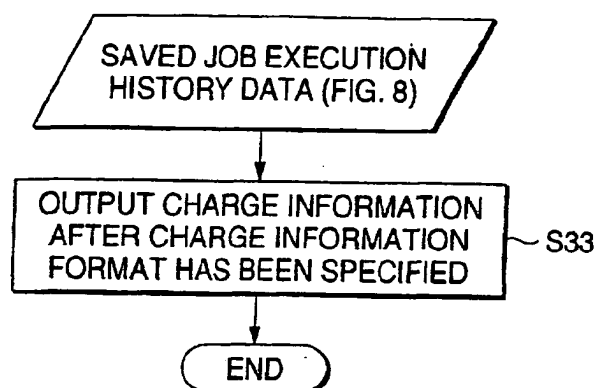 SAVED JOB EXECUTION
HISTORY DATA (FIG. 8)
OUTPUT CHARGE INFORMATION
AFTER CHARGE INFORMATION
FORMAT HAS BEEN SPECIFIED
S33
END